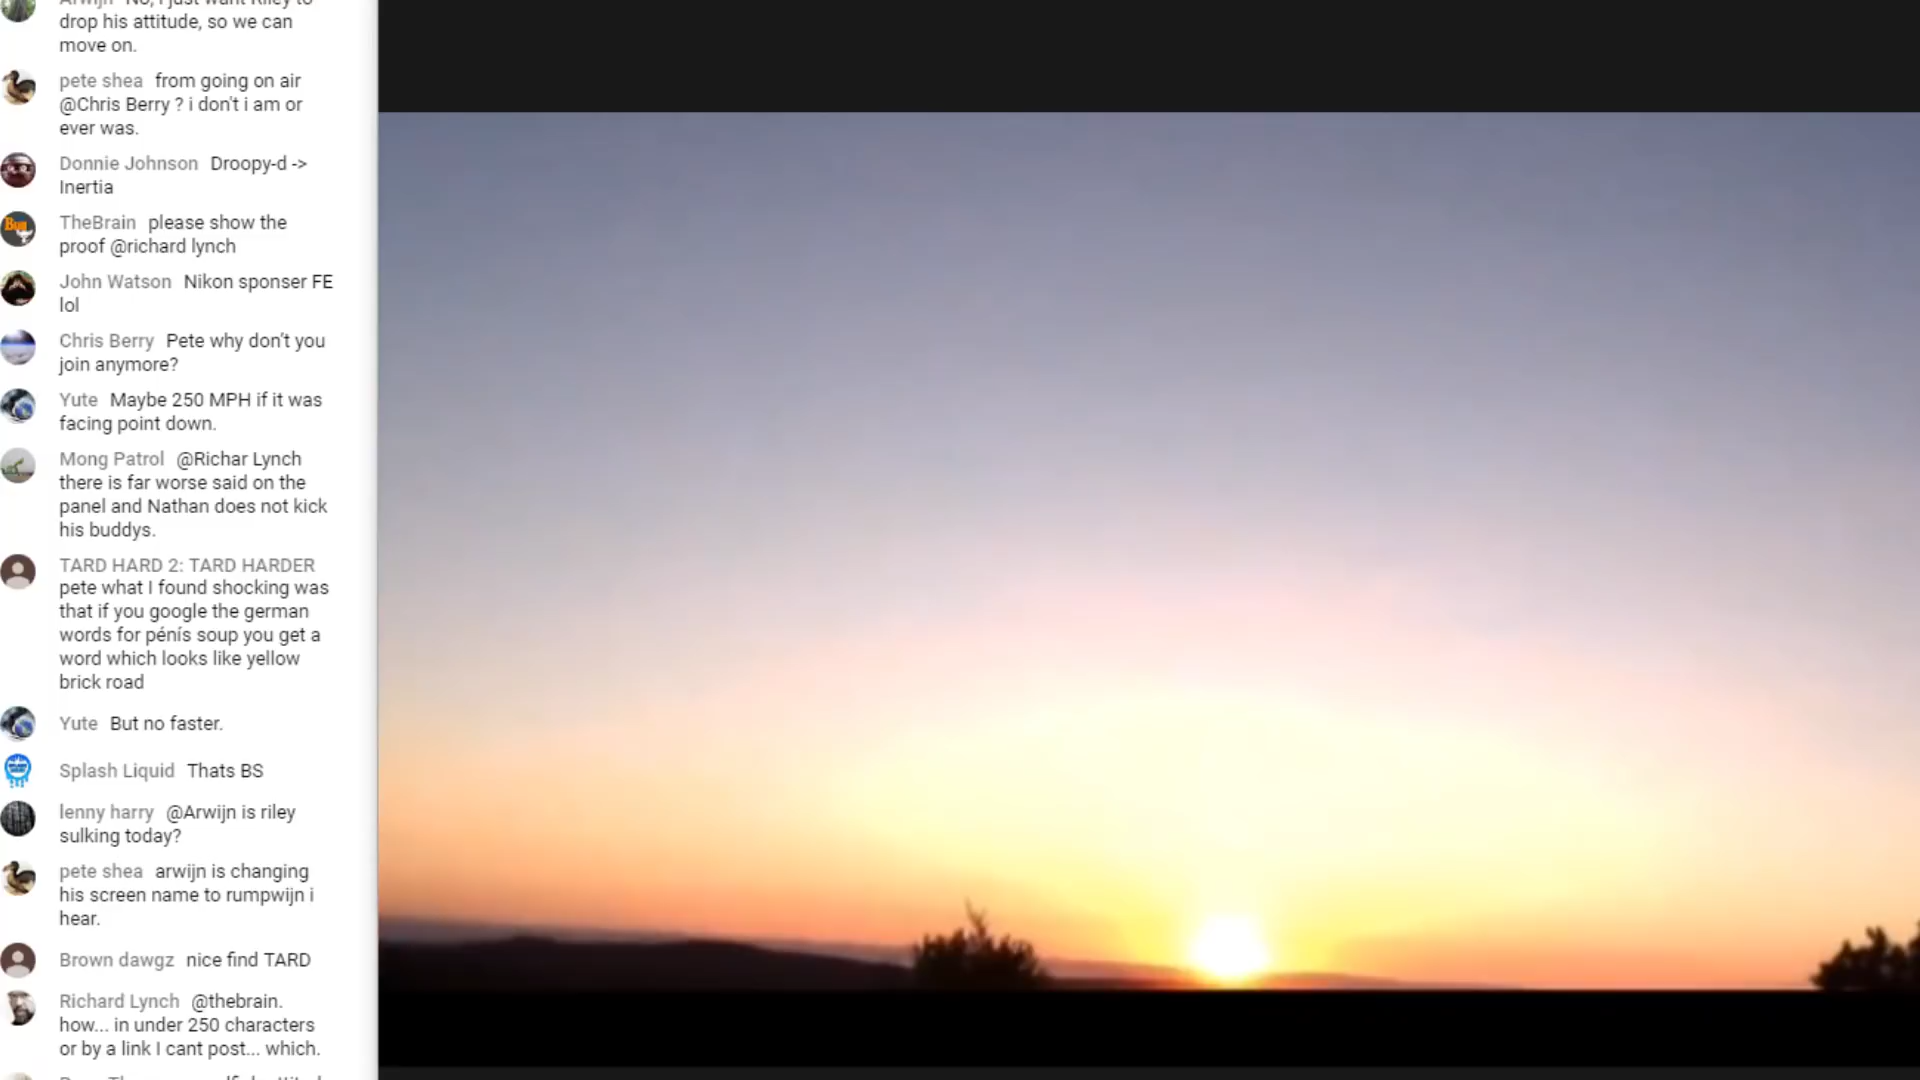 drop his attitude, so we can
move on.
pete shea from going on air
@Chris Berry ? i don't i am or
ever was.
Donnie Johnson Droopy-d ->
Inertia
TheBrain please show the
proof @richard lynch
John Watson Nikon sponser FE
lol
Chris Berry Pete why don't you
join anymore?
Yute Maybe 250 MPH if it was
facing point down.
Mong Patrol @Richar Lynch
there is far worse said on the
panel and Nathan does not kick
his buddys.
TARD HARD 2: TARD HARDER
pete what I found shocking was
that if you google the german
words for pénís soup you get a
word which looks like yellow
brick road
Yute But no faster.
Splash Liquid Thats BS
lenny harry @Arwijn is riley
sulking today?
pete shea arwijn is changing
his screen name to rumpwijn i
hear.
Brown dawgz nice find TARD
Richard Lynch @thebrain.
how... in under 250 characters
or by a link I cant post... which.